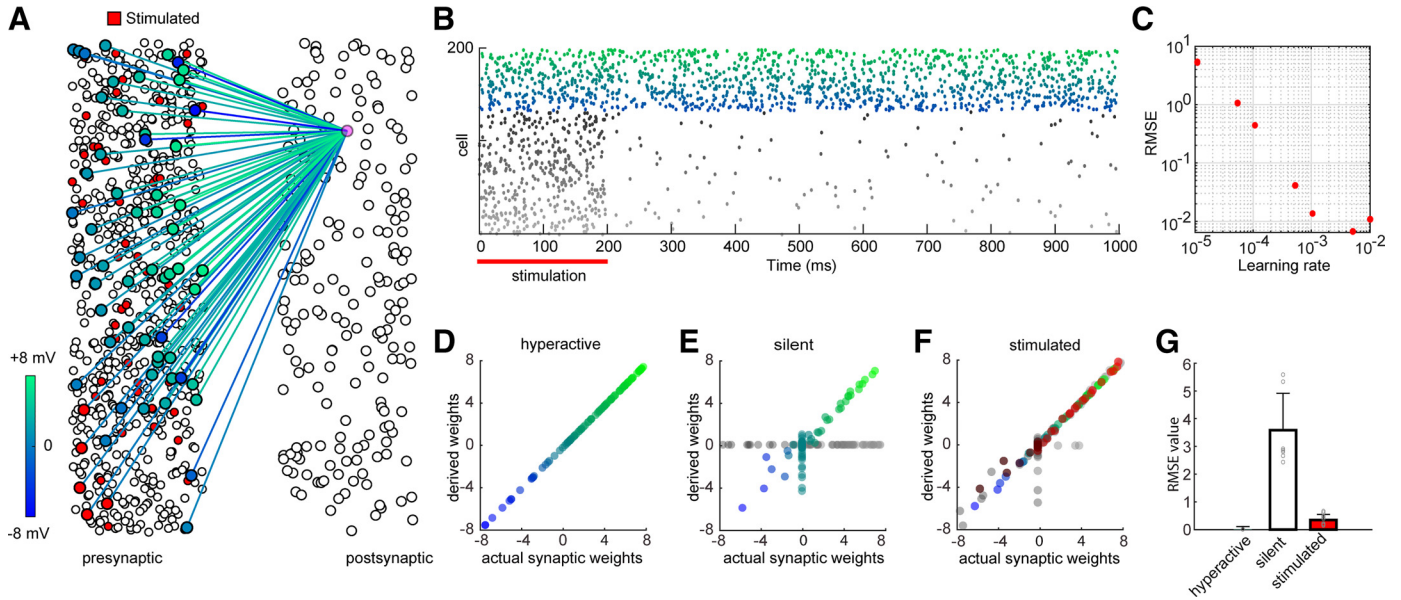 A
Stimulated
+8 mV
0
-8 mV
presynaptic
postsynaptic
B
200
cell
0 100 200 300 400 500 600 700 800 900 1000
Time (ms)
stimulation
C
RMSE
10^1
10^0
10^-1
10^-2
10^-5 10^-4 10^-3 10^-2
Learning rate
D
hyperactive
derived weights
8
4
0
-4
-8
-8 -4 0 4 8
actual synaptic weights
E
silent
derived weights
8
4
0
-4
8
-8 -4 0 4 8
actual synaptic weights
F
stimulated
derived weights
8
4
0
-4
-8
-8 -4 0 4 8
actual synaptic weights
G
RMSE value
6
5
4
3
2
1
0
hyperactive
silent
stimulated